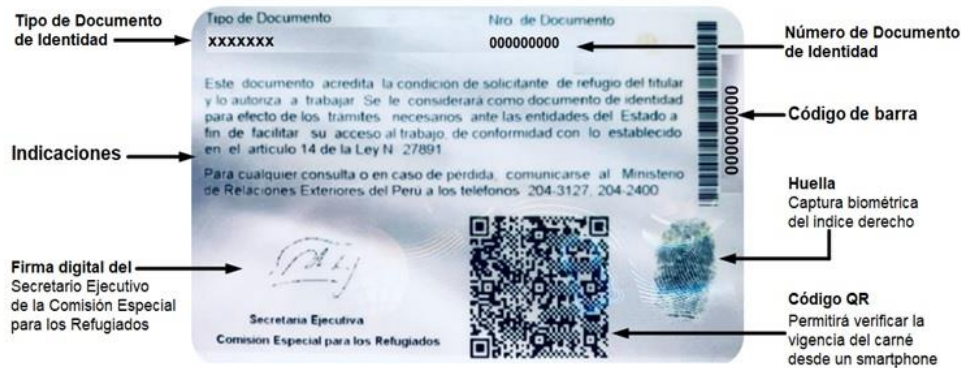 Tipo de Documento
de Identidad
Tipo de Documento
XXXXXXX
Nro. de Documento
000000000
Número de Documento
de Identidad
Código de barra
000000000
Indicaciones
Este documento acredita la condición de solicitante de refugio del titular
y lo autoriza a trabajar Se le considerará como documento de identidad
para efecto de los trámites necesarios ante las entidades del Estado a
fin de facilitar su acceso al trabajo, de conformidad con lo establecido
en el artículo 14 de la Ley N 27891
Para cualquier consulta o en caso de perdida, comunicarse al Ministerio
de Relaciones Exteriores del Perú a los teléfonos 204-3127, 204-2400
Huella
Captura biométrica
del indice derecho
Firma digital del
Secretario Ejecutivo
de la Comisión Especial
para los Refugiados
Secretaria Ejecutiva
Comisión Especial para los Refugiados
Código QR
Permitirá verificar la
vigencia del carné
desde un smartphone